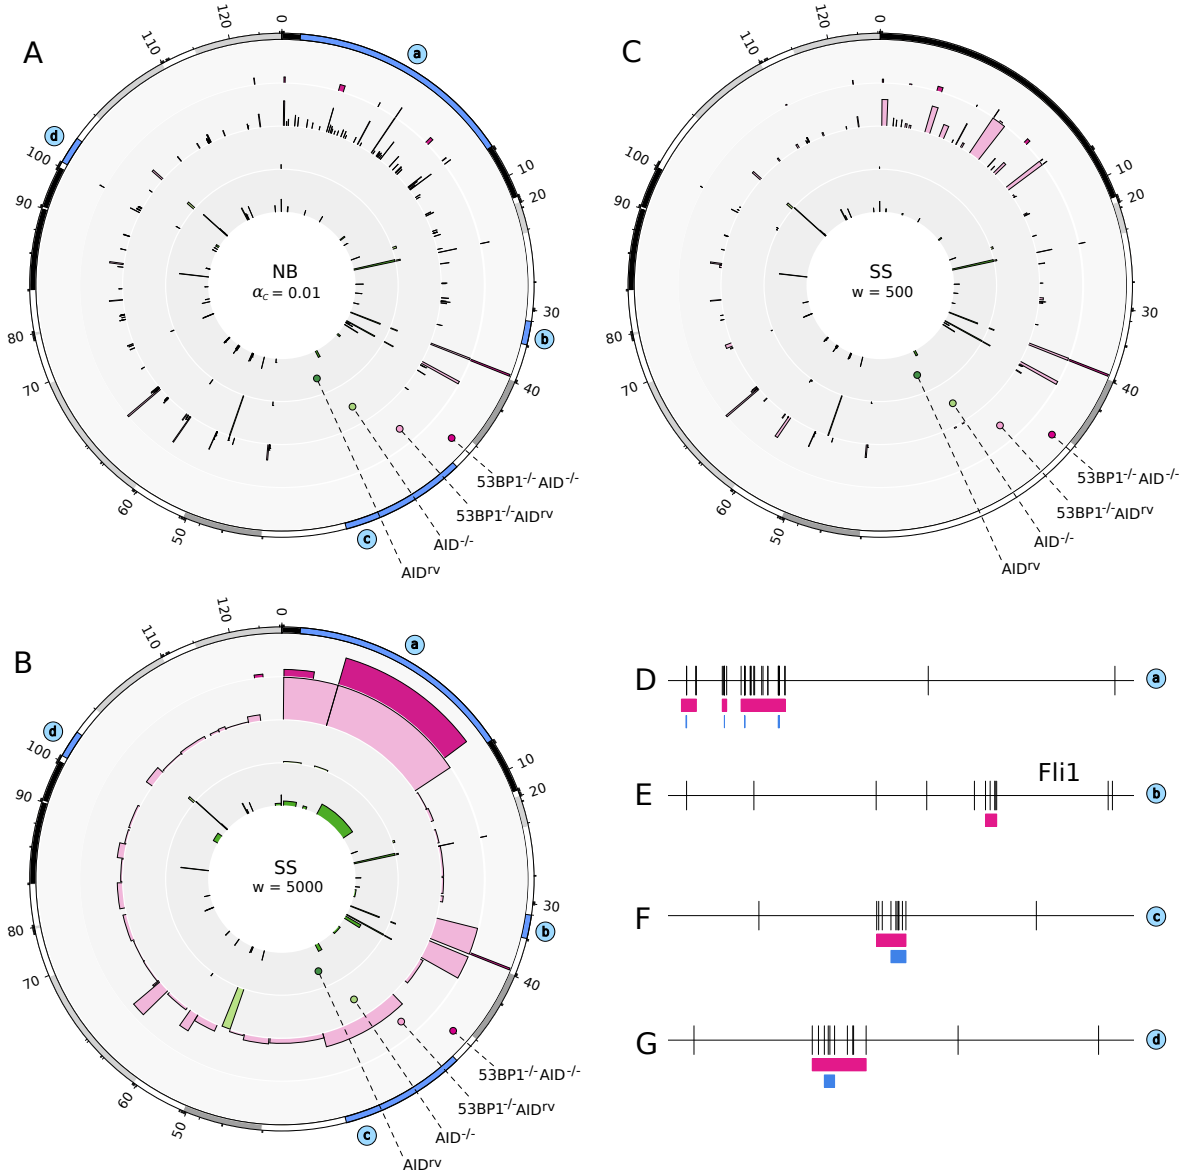 A
0
10
20
30
40
50
60
70
80
90
100
110
120
a
b
c
d
NB
α_c = 0.01
53BP1-/-AID-/-
53BP1-/-AIDrv
AID-/-
AIDrv
C
0
10
20
30
40
50
60
70
80
90
100
110
120
SS
w = 500
53BP1-/-AID-/-
53BP1-/-AIDrv
AID-/-
AIDrv
B
0
10
20
30
40
50
60
70
80
90
100
110
120
a
b
c
d
SS
w = 5000
53BP1-/-AID-/-
53BP1-/-AIDrv
AID-/-
AIDrv
D a
Fli1
E b
F c
G d